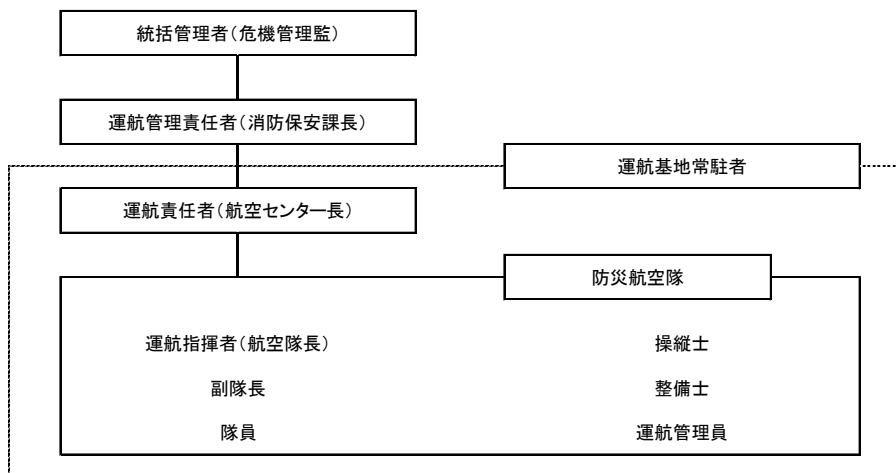 統括管理者（危機管理監）
運航管理責任者（消防保安課長）
運航基地常駐者
運航責任者（航空センター長）
防災航空隊
運航指揮者（航空隊長）
操縦士
副隊長
整備士
隊員
運航管理員